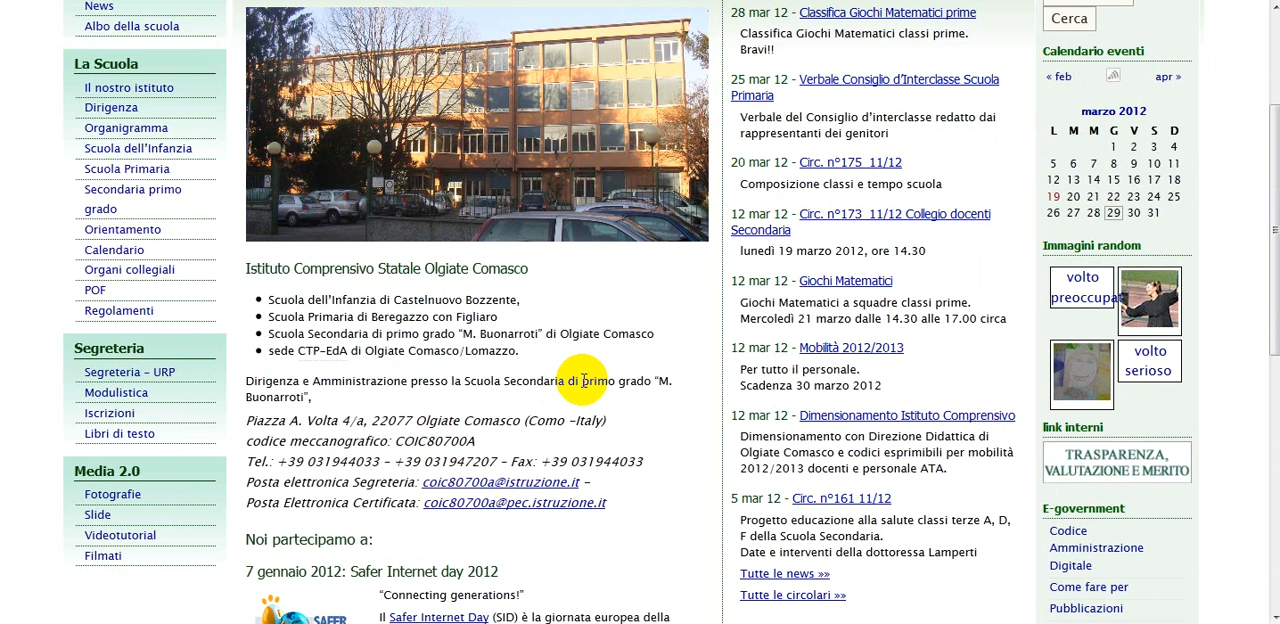 News
Albo della scuola
La Scuola
Il nostro istituto
Dirigenza
Organigramma
Scuola dell'Infanzia
Scuola Primaria
Secondaria primo
grado
Orientamento
Calendario
Organi collegiali
POF
Regolamenti
Segreteria
Segreteria – URP
Modulistica
Iscrizioni
Libri di testo
Media 2.0
Fotografie
Slide
Videotutorial
Filmati
Istituto Comprensivo Statale Olgiate Comasco
Scuola dell'Infanzia di Castelnuovo Bozzente,
Scuola Primaria di Beregazzo con Figliaro
Scuola Secondaria di primo grado “M. Buonarroti” di Olgiate Comasco
sede CTP-EdA di Olgiate Comasco/Lomazzo.
Dirigenza e Amministrazione presso la Scuola Secondaria di primo grado “M.
Buonarroti”,
Piazza A. Volta 4/a, 22077 Olgiate Comasco (Como –Italy)
codice meccanografico: COIC80700A
Tel.: +39 031944033 – +39 031947207 – Fax: +39 031944033
Posta elettronica Segreteria: coic80700a@istruzione.it –
Posta Elettronica Certificata: coic80700a@pec.istruzione.it
Noi partecipamo a:
7 gennaio 2012: Safer Internet day 2012
SAFER
“Connecting generations!”
Il Safer Internet Day (SID) è la giornata europea della
28 mar 12 - Classifica Giochi Matematici prime
Classifica Giochi Matematici classi prime.
Bravi!!
25 mar 12 - Verbale Consiglio d'Interclasse Scuola
Primaria
Verbale del Consiglio d'interclasse redatto dai
rappresentanti dei genitori
20 mar 12 - Circ. n°175 11/12
Composizione classi e tempo scuola
12 mar 12 - Circ. n°173 11/12 Collegio docenti
Secondaria
lunedì 19 marzo 2012, ore 14.30
12 mar 12 - Giochi Matematici
Giochi Matematici a squadre classi prime.
Mercoledì 21 marzo dalle 14.30 alle 17.00 circa
12 mar 12 - Mobilità 2012/2013
Per tutto il personale.
Scadenza 30 marzo 2012
12 mar 12 - Dimensionamento Istituto Comprensivo
Dimensionamento con Direzione Didattica di
Olgiate Comasco e codici esprimibili per mobilità
2012/2013 docenti e personale ATA.
5 mar 12 - Circ. n°161 11/12
Progetto educazione alla salute classi terze A, D,
F della Scuola Secondaria.
Date e interventi della dottoressa Lamperti
Tutte le news »»
Tutte le circolari »»
Cerca
Calendario eventi
« feb apr »
marzo 2012
L M M G V S D
1 2 3 4
5 6 7 8 9 10 11
12 13 14 15 16 17 18
19 20 21 22 23 24 25
26 27 28 29 30 31
Immagini random
volto
preoccupat
volto
serioso
link interni
TRASPARENZA,
VALUTAZIONE E MERITO
E-government
Codice
Amministrazione
Digitale
Come fare per
Pubblicazioni